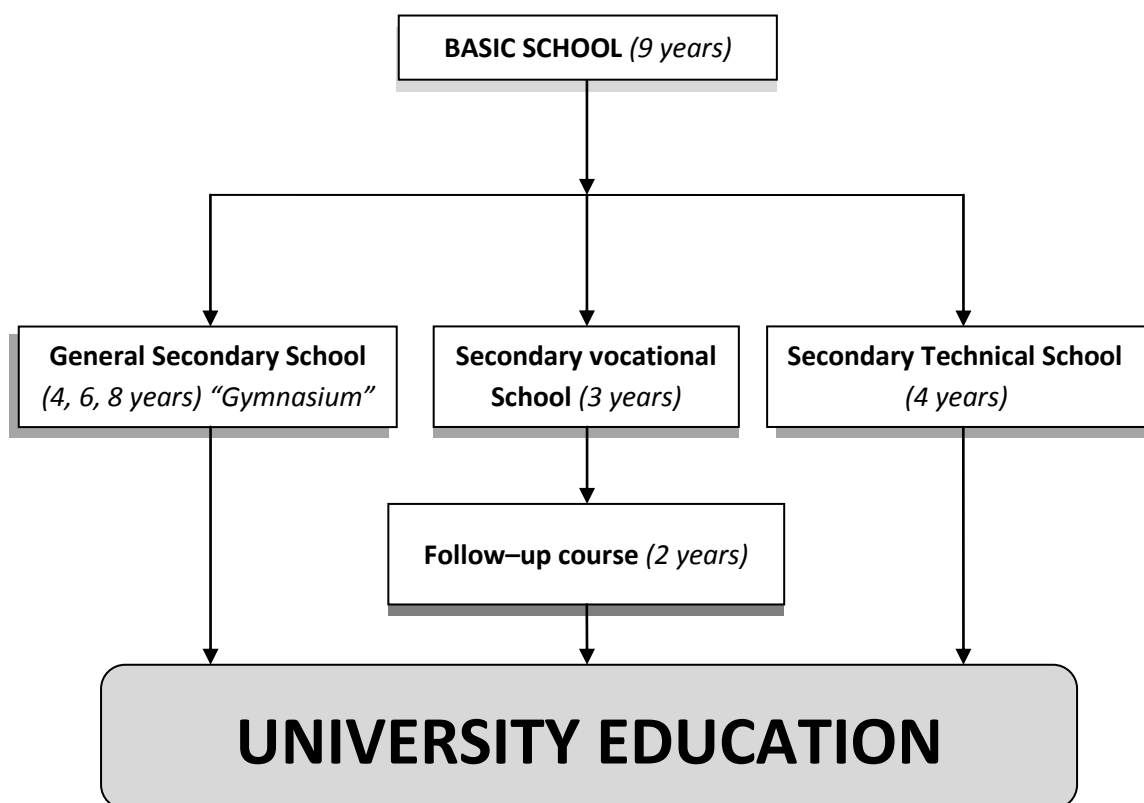 BASIC SCHOOL (9 years)
General Secondary School
(4, 6, 8 years) “Gymnasium”
Secondary vocational
School (3 years)
Secondary Technical School
(4 years)
Follow–up course (2 years)
UNIVERSITY EDUCATION